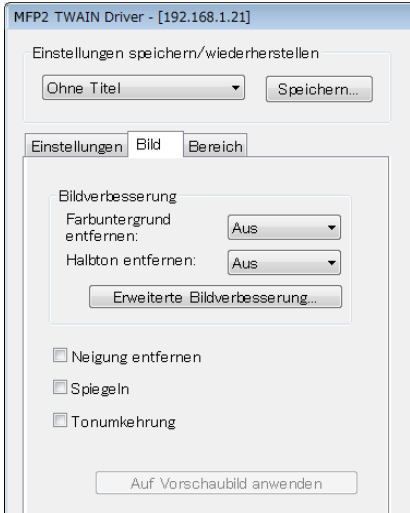 MFP2 TWAIN Driver - [192.168.1.21]
Einstellungen speichern/wiederherstellen
Ohne Titel Speichern...
Einstellungen Bild Bereich
Bildverbesserung
Farbuntergrund
entfernen: Aus
Halbton entfernen: Aus
Erweiterte Bildverbesserung...
Neigung entfernen
Spiegeln
Tonumkehrung
Auf Vorschaubild anwenden